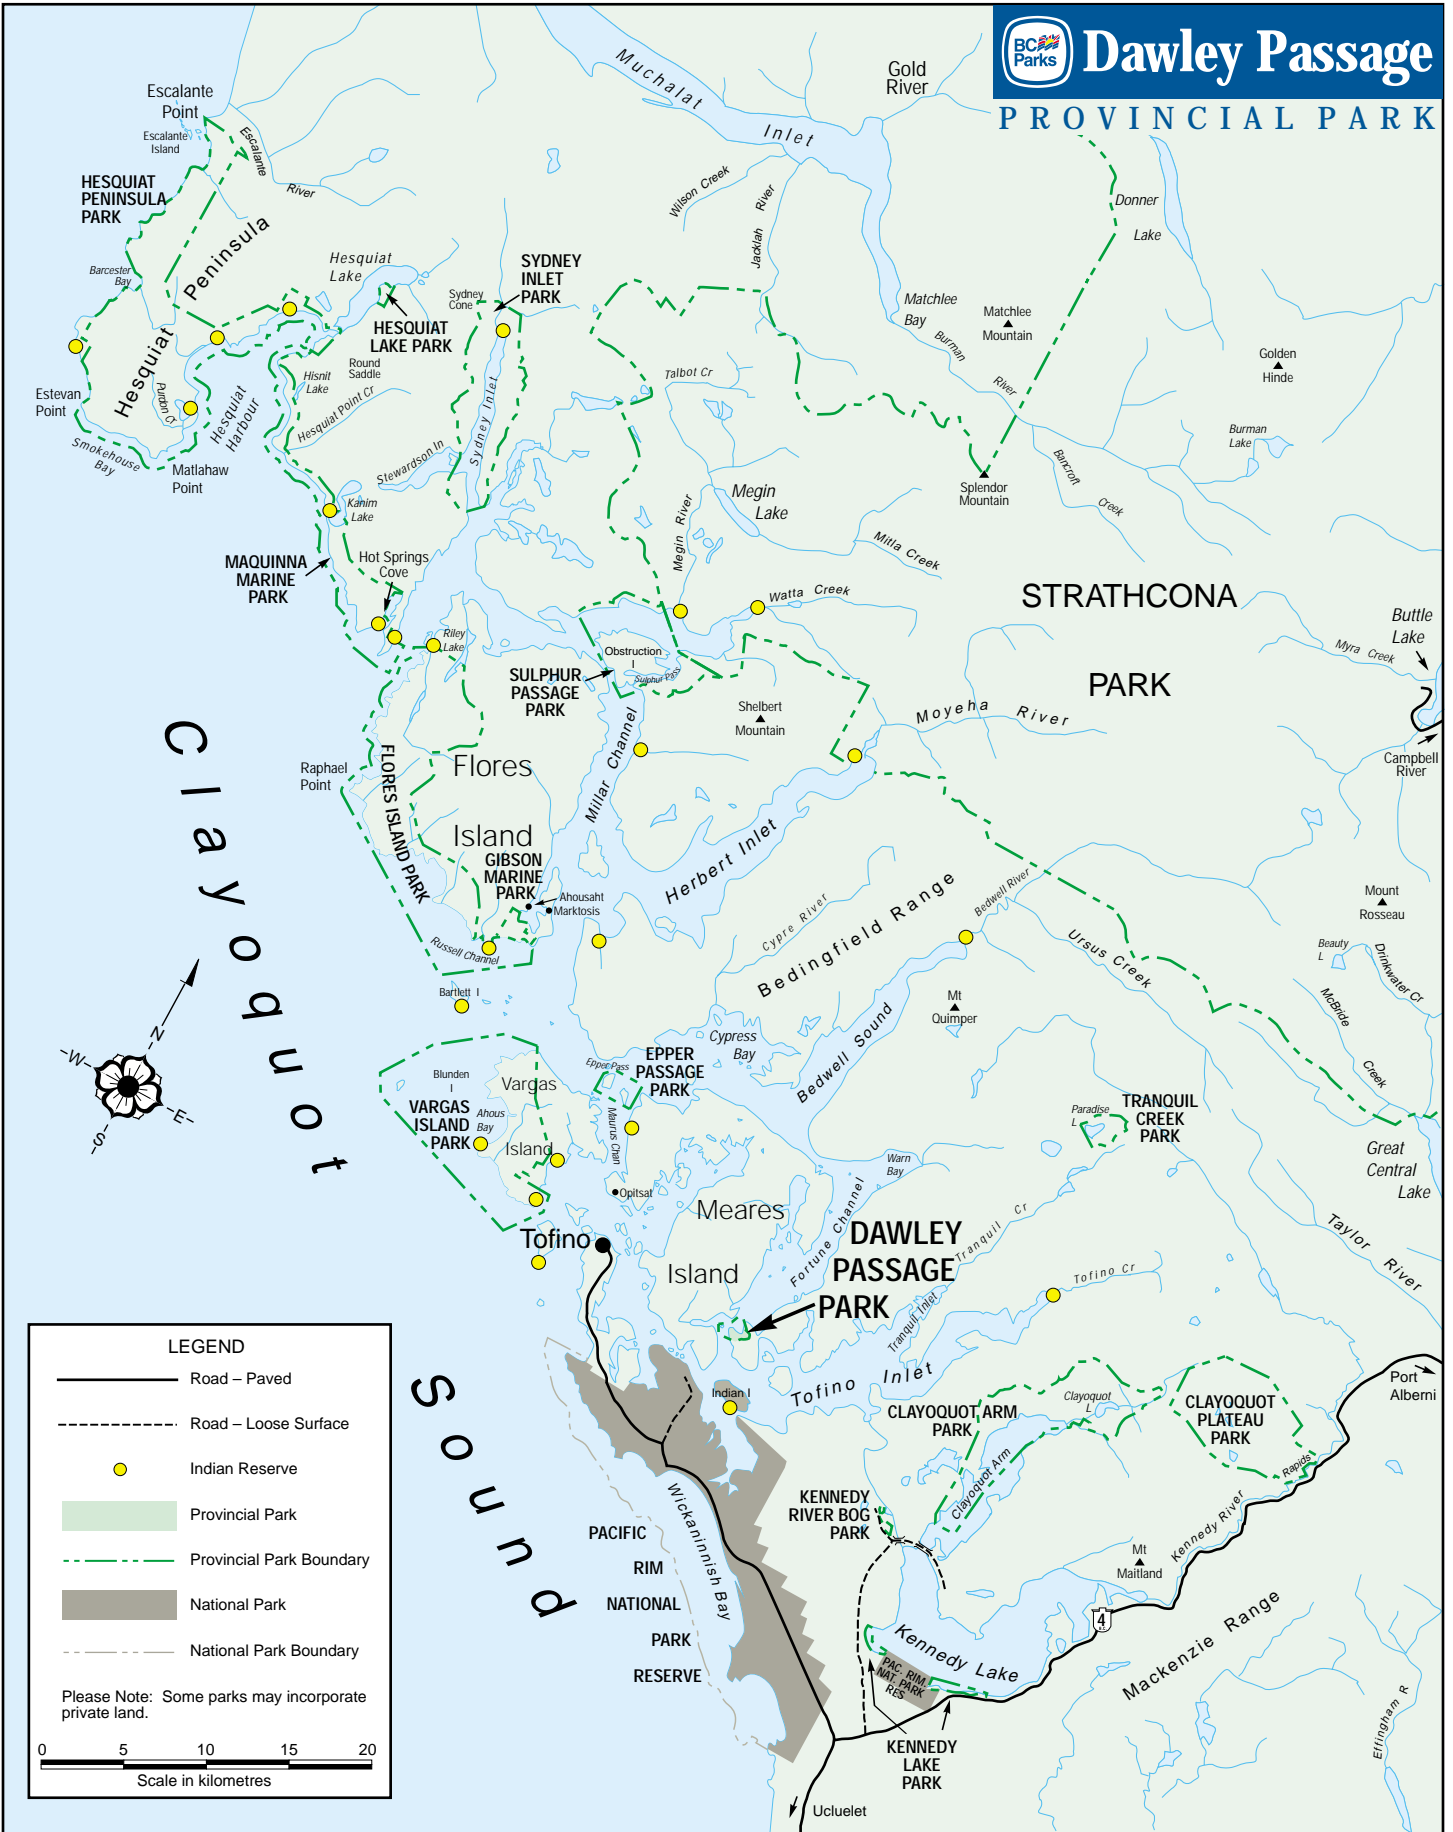 BC Parks
Dawley Passage
PROVINCIAL PARK
Muchalat
Inlet
Gold
River
Escalante
Point
Escalante
Island
Escalante
River
HESQUIAT
PENINSULA
PARK
Hesquiat
Peninsula
Barcester
Bay
Hesquiat
Lake
HESQUIAT
LAKE PARK
Sydney
Cone
SYDNEY
INLET
PARK
Wilson Creek
Jacklah River
Donner
Lake
Matchlee
Bay
Matchlee
Mountain
Burman
River
Golden
Hinde
Burman
Lake
Estevan
Point
Purdon Cr
Hesquiat
Harbour
Hisnit
Lake
Round
Saddle
Hesquiat Point Cr
Smokehouse
Bay
Matlahaw
Point
Stewardson In
Sydney Inlet
Talbot Cr
Kanim
Lake
Megin River
Megin
Lake
Mitla Creek
Splendor
Mountain
Bancroft
Creek
MAQUINNA
MARINE
PARK
Hot Springs
Cove
Riley
Lake
Watta Creek
STRATHCONA
PARK
Buttle
Lake
Myra Creek
Campbell
River
Obstruction
I
Sulphur Pass
SULPHUR
PASSAGE
PARK
Shelbert
Mountain
Moyeha River
Raphael
Point
FLORES ISLAND PARK
Flores
Island
Millar Channel
Herbert Inlet
GIBSON
MARINE
PARK
Ahousaht
Marktosis
Russell Channel
Bartlett I
Cypre River
Bedingfield Range
Bedwell River
Ursus Creek
Mount
Rosseau
Beauty
L
Drinkwater Cr
McBride
Creek
Mt
Quimper
Bedwell Sound
Cypress
Bay
Clayoquot
Sound
N
W
E
S
Blunden
I
Vargas
Island
VARGAS
ISLAND
PARK
Ahous
Bay
Epper Pass
EPPER
PASSAGE
PARK
Maurus Chan
Opitsat
Paradise
L
TRANQUIL
CREEK
PARK
Great
Central
Lake
Warn
Bay
Meares
Island
Fortune Channel
Tofino
DAWLEY
PASSAGE
PARK
Tranquil Cr
Tranquil Inlet
Tofino Cr
Taylor River
Tofino Inlet
Indian I
Port
Alberni
CLAYOQUOT ARM
PARK
Clayoquot
L
CLAYOQUOT
PLATEAU
PARK
Clayoquot Arm
Rapids
Kennedy River
KENNEDY
RIVER BOG
PARK
Mt
Maitland
4
Kennedy Lake
Mackenzie Range
PAC. RIM
NAT. PARK
RES
KENNEDY
LAKE
PARK
Effingham R
Ucluelet
Wickaninnish Bay
PACIFIC
RIM
NATIONAL
PARK
RESERVE
LEGEND
Road – Paved
Road – Loose Surface
Indian Reserve
Provincial Park
Provincial Park Boundary
National Park
National Park Boundary
Please Note: Some parks may incorporate
private land.
0 5 10 15 20
Scale in kilometres